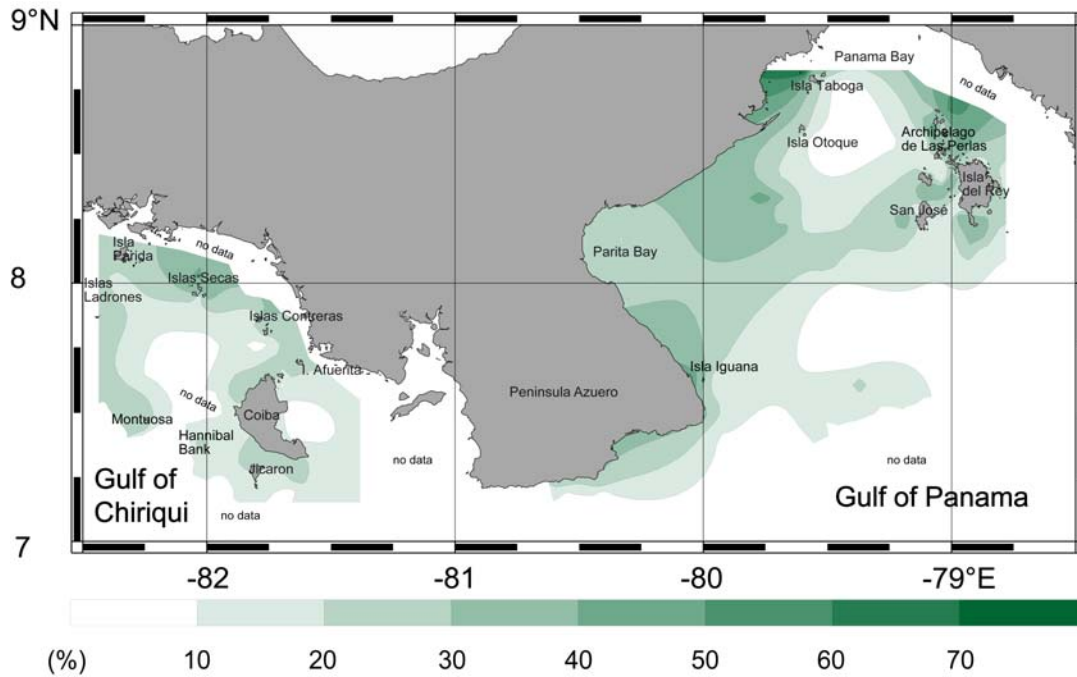 9°N
Panama Bay
Isla Taboga
no data
Isla Otoque
Archipelago
de Las Perlas
Isla
del Rey
San José
Parita Bay
no data
Isla
Parida
Islas Secas
8
Islas
Ladrones
Islas Contreras
Isla Iguana
I. Afuerita
Peninsula Azuero
no data
Montuosa
Coiba
Hannibal
Bank
Jicaron
no data
no data
Gulf of
Chiriqui
Gulf of Panama
no data
7
-82
-81
-80
-79°E
(%)
10
20
30
40
50
60
70